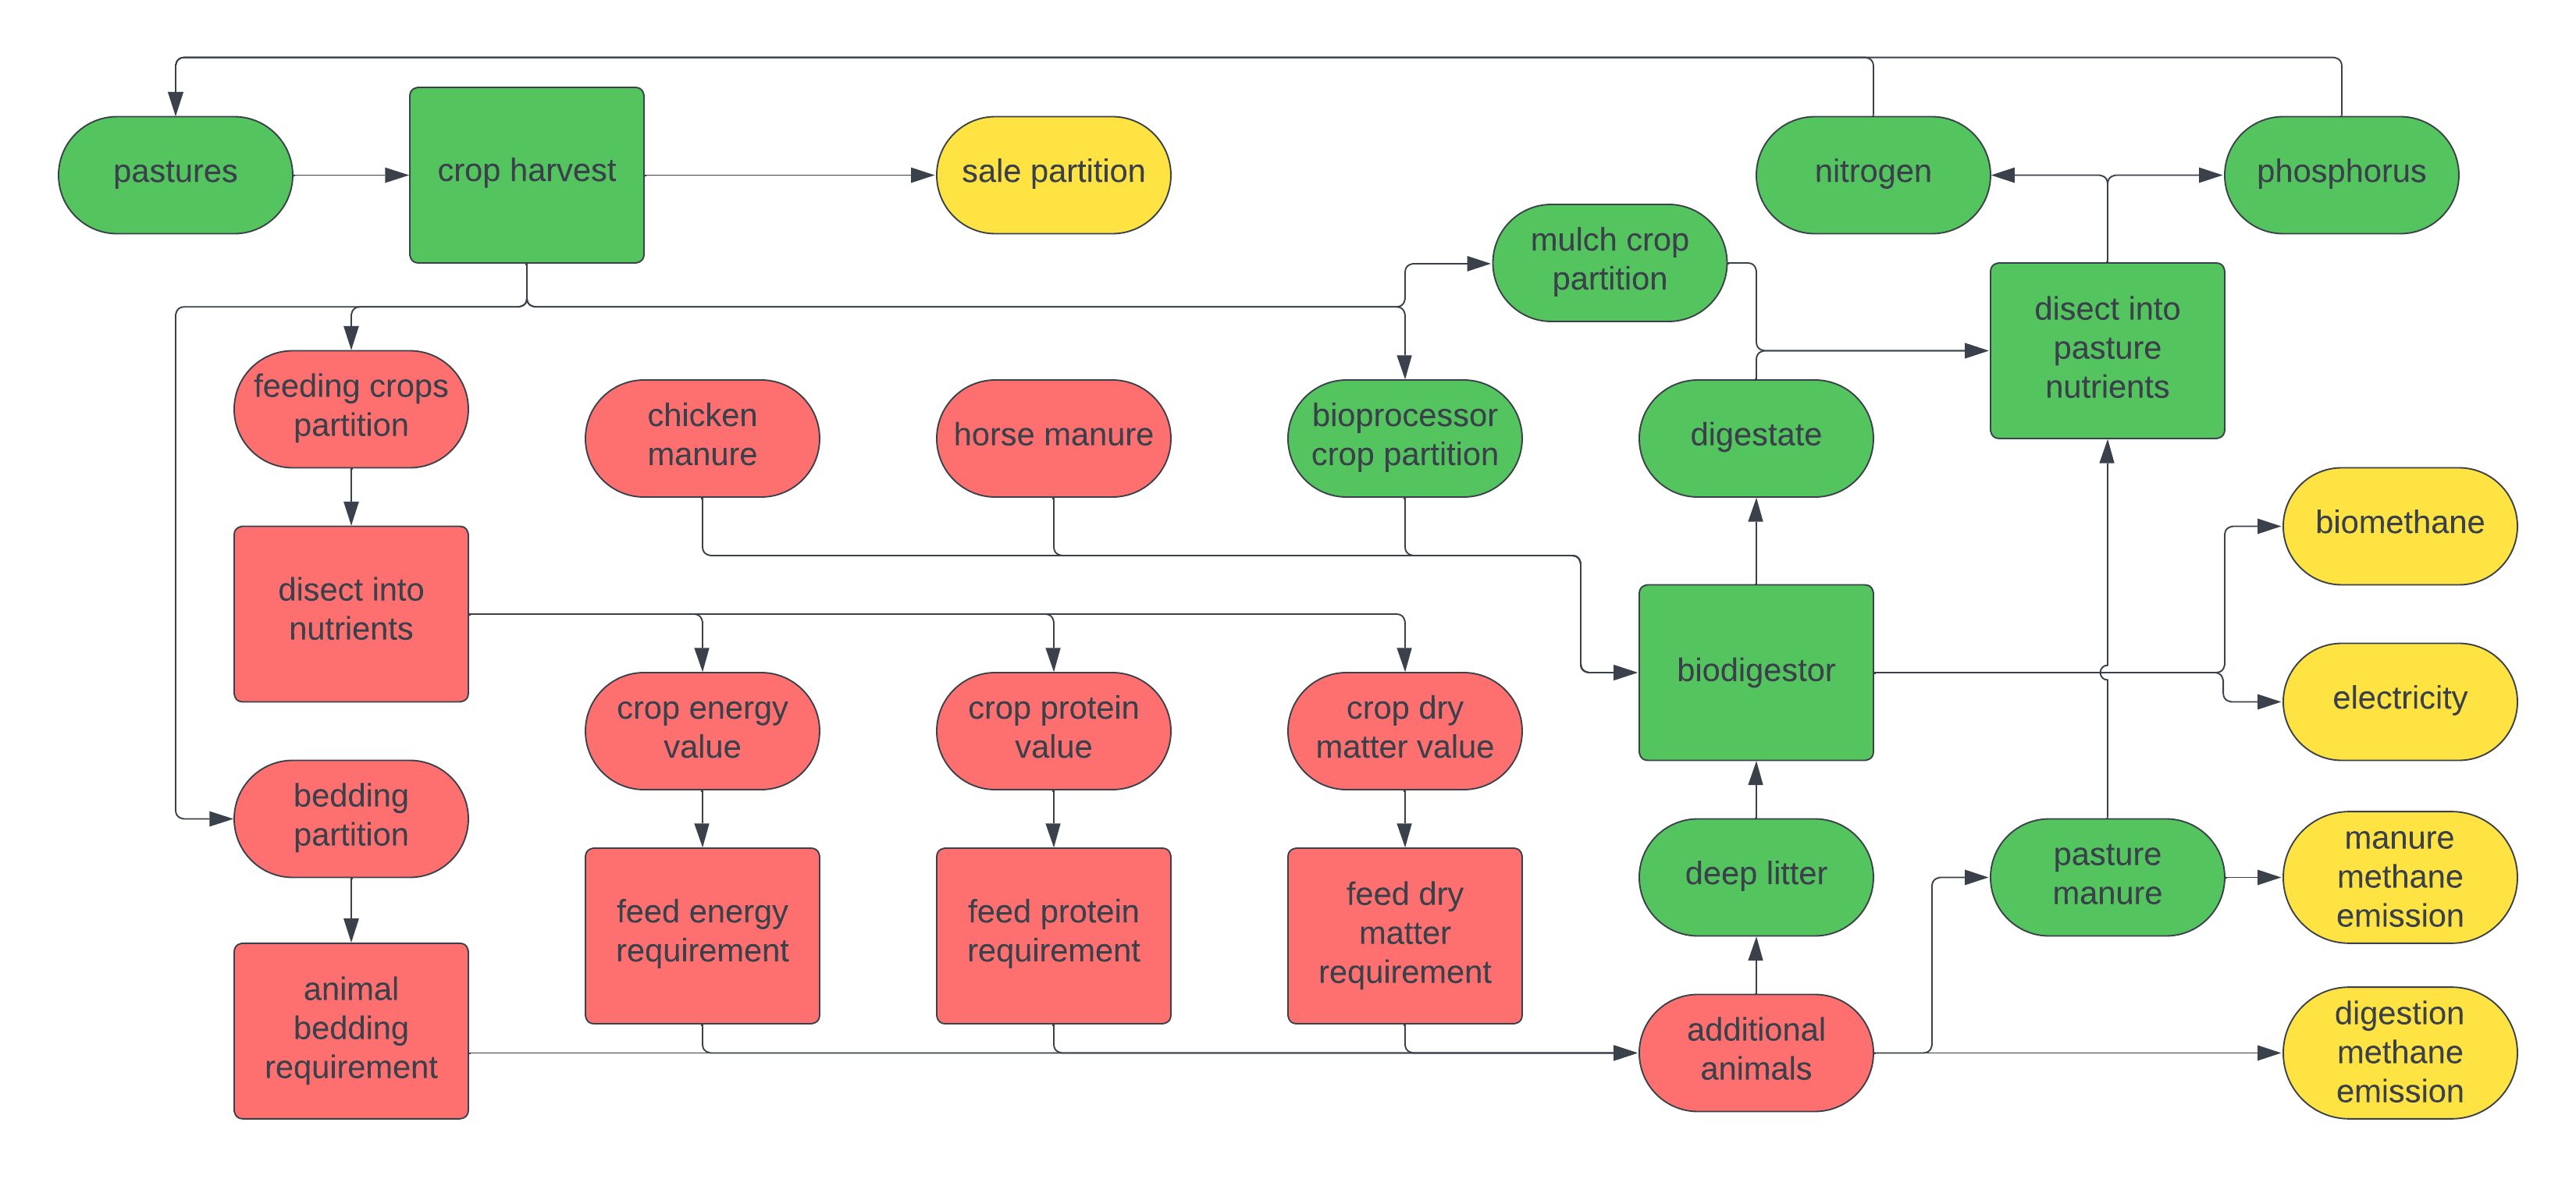 pastures
crop harvest
sale partition
nitrogen
phosphorus
mulch crop
partition
disect into
pasture
nutrients
feeding crops
partition
chicken
manure
horse manure
bioprocessor
crop partition
digestate
biomethane
disect into
nutrients
biodigestor
electricity
crop energy
value
crop protein
value
crop dry
matter value
bedding
partition
feed energy
requirement
feed protein
requirement
feed dry
matter
requirement
deep litter
pasture
manure
manure
methane
emission
animal
bedding
requirement
additional
animals
digestion
methane
emission